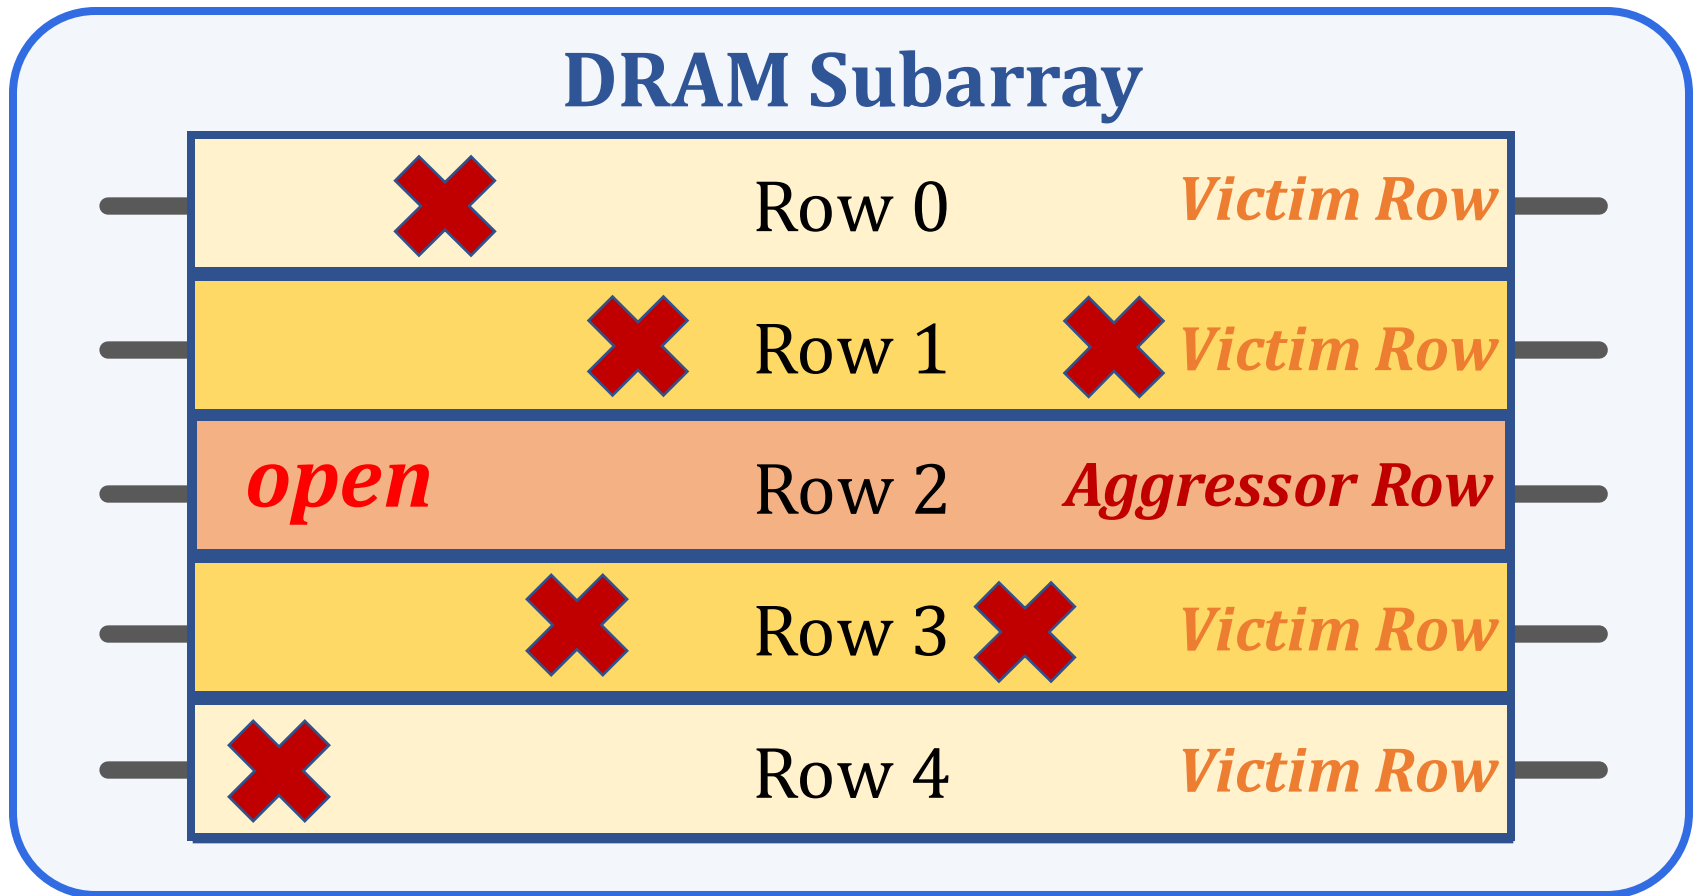 DRAM Subarray
Row 0 Victim Row
Row 1 Victim Row
open Row 2 Aggressor Row
Row 3 Victim Row
Row 4 Victim Row